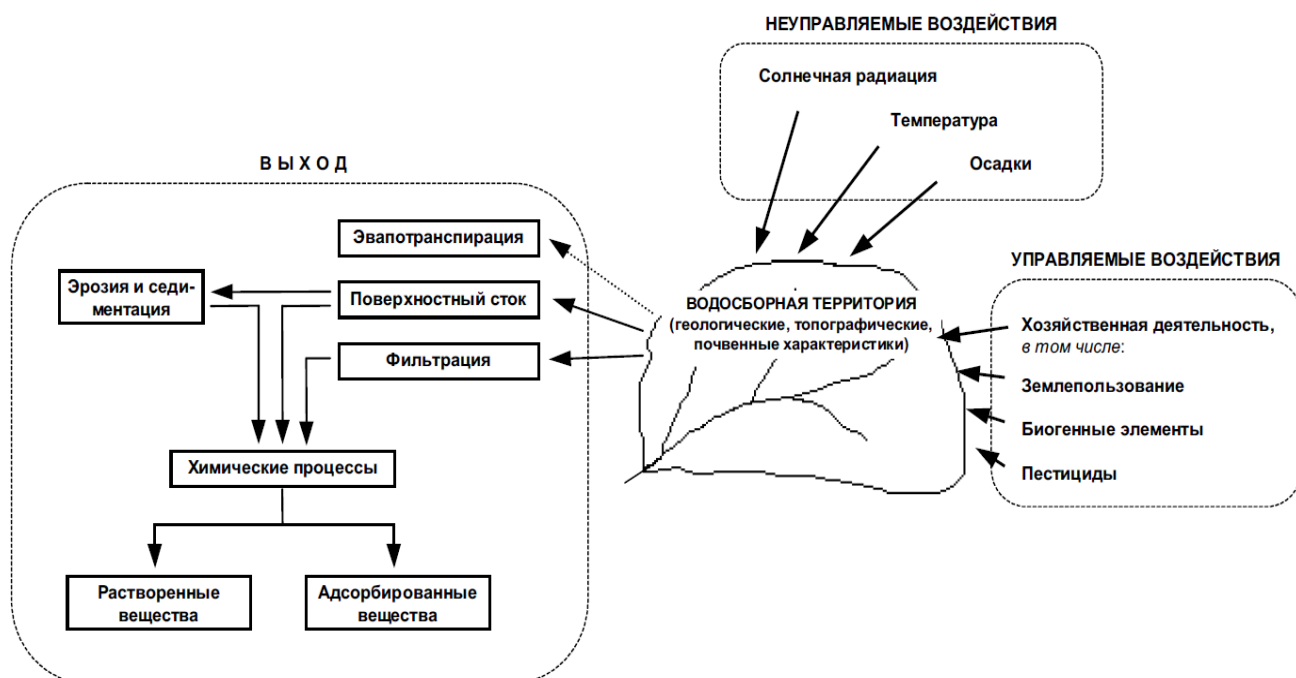 НЕУПРАВЛЯЕМЫЕ ВОЗДЕЙСТВИЯ
Солнечная радиация
Температура
Осадки
В Ы Х О Д
Эвапотранспирация
Эрозия и седи-
ментация
Поверхностный сток
Фильтрация
Химические процессы
Растворенные
вещества
Адсорбированные
вещества
ВОДОСБОРНАЯ ТЕРРИТОРИЯ
(геологические, топографические,
почвенные характеристики)
УПРАВЛЯЕМЫЕ ВОЗДЕЙСТВИЯ
Хозяйственная деятельность,
в том числе:
Землепользование
Биогенные элементы
Пестициды